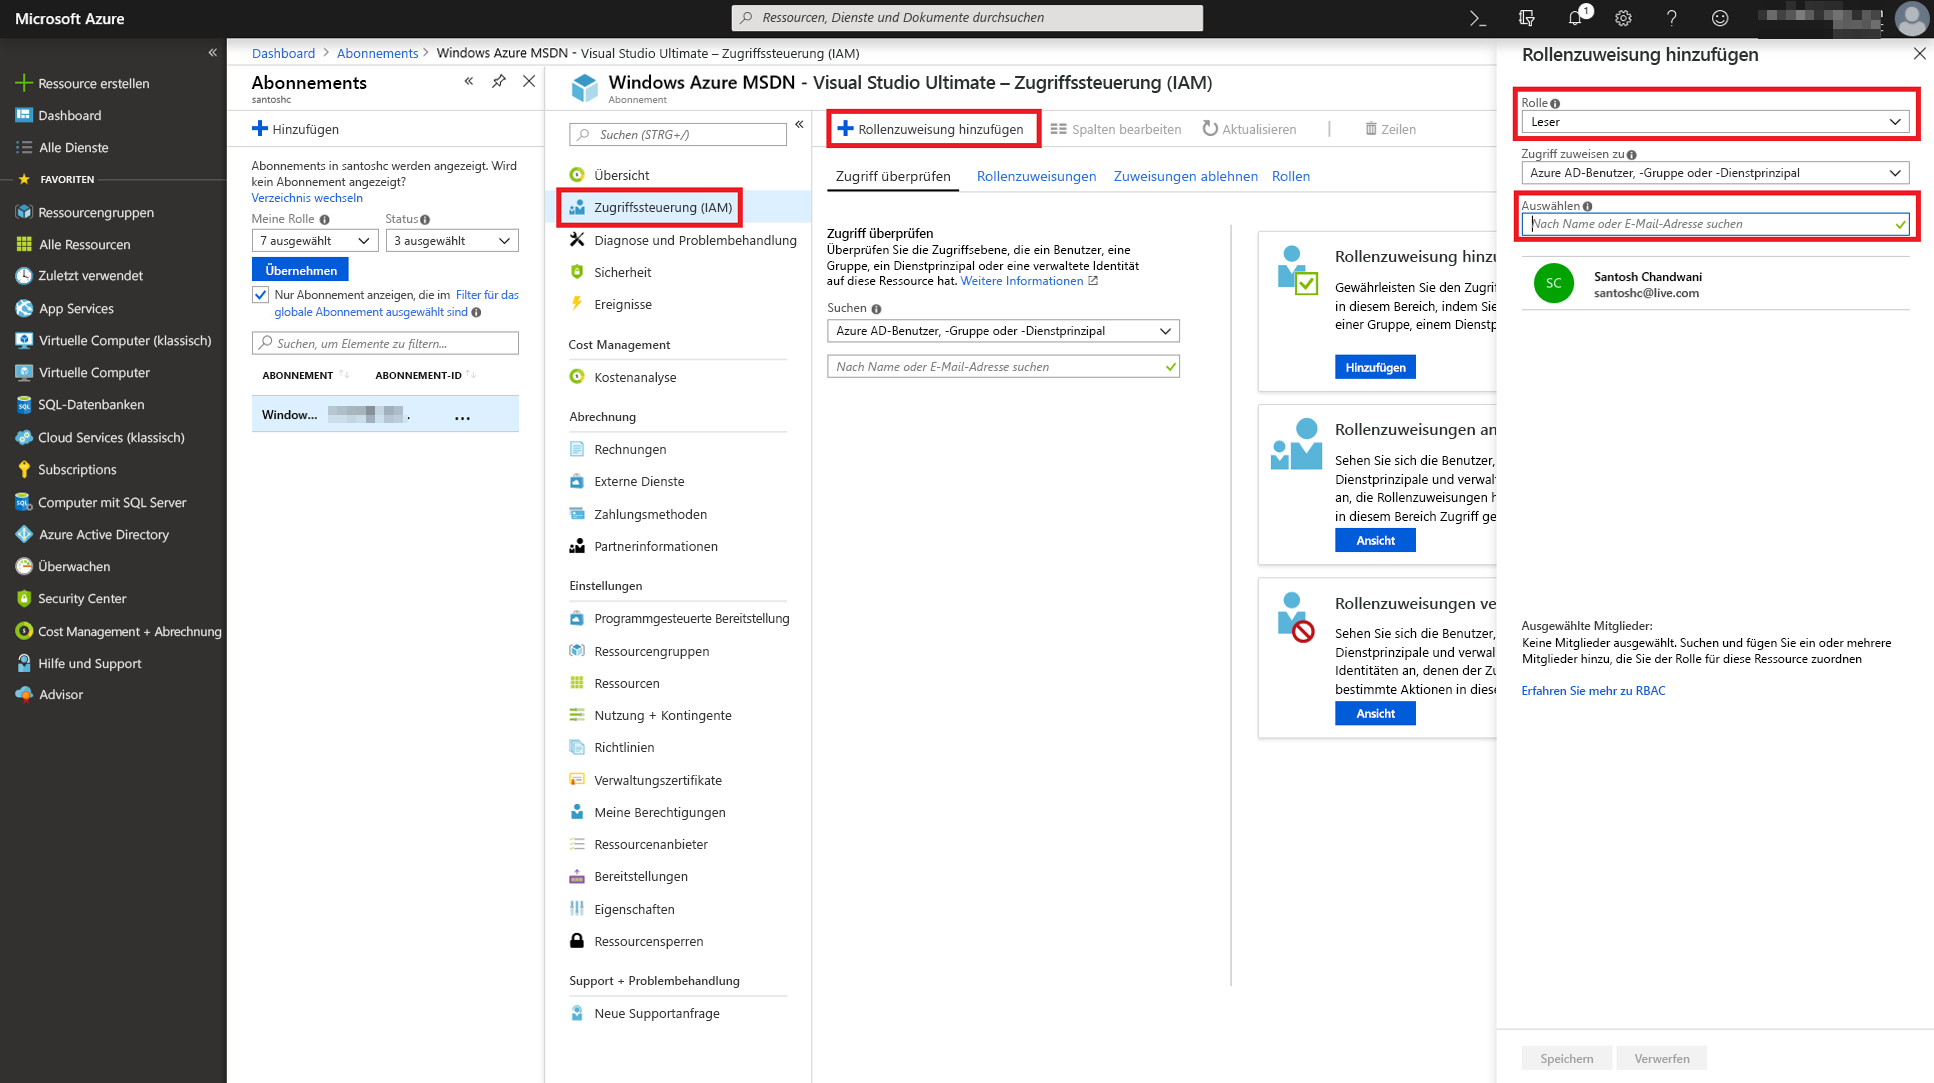 Microsoft Azure
Ressourcen, Dienste und Dokumente durchsuchen
1
Ressource erstellen
Dashboard
Alle Dienste
FAVORITEN
Ressourcengruppen
Alle Ressourcen
Zuletzt verwendet
App Services
Virtuelle Computer (klassisch)
Virtuelle Computer
SQL-Datenbanken
Cloud Services (klassisch)
Subscriptions
Computer mit SQL Server
Azure Active Directory
Überwachen
Security Center
Cost Management + Abrechnung
Hilfe und Support
Advisor
Dashboard > Abonnements > Windows Azure MSDN - Visual Studio Ultimate – Zugriffssteuerung (IAM)
Abonnements
santoshc
Hinzufügen
Abonnements in santoshc werden angezeigt. Wird
kein Abonnement angezeigt?
Verzeichnis wechseln
Meine Rolle
Status
7 ausgewählt
3 ausgewählt
Übernehmen
Nur Abonnement anzeigen, die im Filter für das
globale Abonnement ausgewählt sind
Suchen, um Elemente zu filtern...
ABONNEMENT
ABONNEMENT-ID
Window...
...
Windows Azure MSDN - Visual Studio Ultimate – Zugriffssteuerung (IAM)
Abonnement
Suchen (STRG+/)
Übersicht
Zugriffssteuerung (IAM)
Diagnose und Problembehandlung
Sicherheit
Ereignisse
Cost Management
Kostenanalyse
Abrechnung
Rechnungen
Externe Dienste
Zahlungsmethoden
Partnerinformationen
Einstellungen
Programmgesteuerte Bereitstellung
Ressourcengruppen
Ressourcen
Nutzung + Kontingente
Richtlinien
Verwaltungszertifikate
Meine Berechtigungen
Ressourcenanbieter
Bereitstellungen
Eigenschaften
Ressourcensperren
Support + Problembehandlung
Neue Supportanfrage
Rollenzuweisung hinzufügen
Spalten bearbeiten
Aktualisieren
Zeilen
Zugriff überprüfen
Rollenzuweisungen
Zuweisungen ablehnen
Rollen
Zugriff überprüfen
Überprüfen Sie die Zugriffsebene, die ein Benutzer, eine
Gruppe, ein Dienstprinzipal oder eine verwaltete Identität
auf diese Ressource hat. Weitere Informationen
Suchen
Azure AD-Benutzer, -Gruppe oder -Dienstprinzipal
Nach Name oder E-Mail-Adresse suchen
Rollenzuweisung hinzu
Gewährleisten Sie den Zugrif
in diesem Bereich, indem Sie
einer Gruppe, einem Dienstp
Hinzufügen
Rollenzuweisungen an
Sehen Sie sich die Benutzer,
Dienstprinzipale und verwalt
an, die Rollenzuweisungen h
in diesem Bereich Zugriff ge
Ansicht
Rollenzuweisungen ve
Sehen Sie sich die Benutzer,
Dienstprinzipale und verwal
Identitäten an, denen der Zu
bestimmte Aktionen in diese
Ansicht
Rollenzuweisung hinzufügen
Rolle
Leser
Zugriff zuweisen zu
Azure AD-Benutzer, -Gruppe oder -Dienstprinzipal
Auswählen
Nach Name oder E-Mail-Adresse suchen
SC
Santosh Chandwani
santoshc@live.com
Ausgewählte Mitglieder:
Keine Mitglieder ausgewählt. Suchen und fügen Sie ein oder mehrere
Mitglieder hinzu, die Sie der Rolle für diese Ressource zuordnen
Erfahren Sie mehr zu RBAC
Speichern
Verwerfen